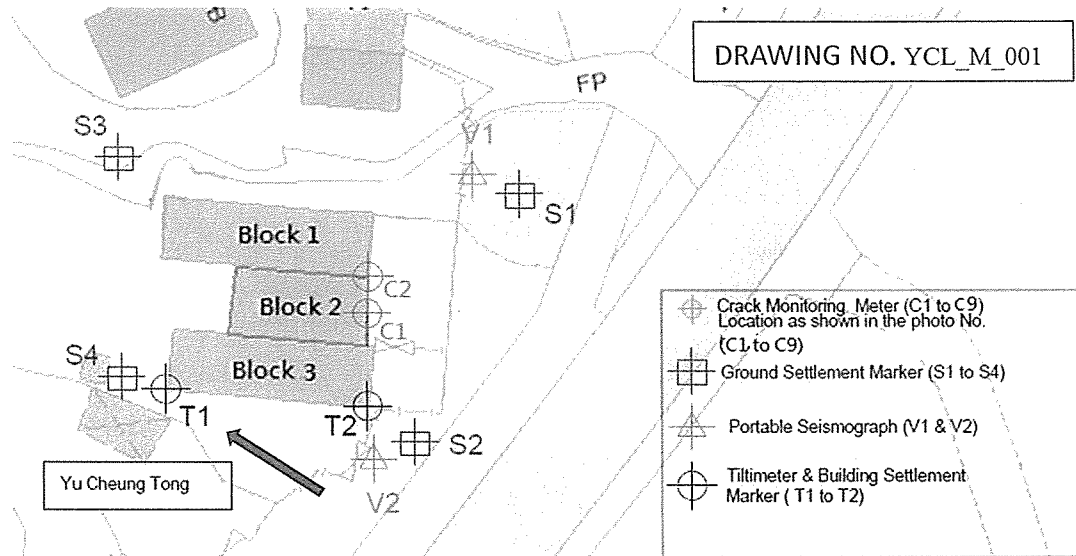 DRAWING NO. YCL_M_001
FP
S3
V1
S1
Block 1
C2
Block 2
C1
Block 3
S4
T1
T2
S2
V2
Yu Cheung Tong
Crack Monitoring Meter (C1 to C9)
Location as shown in the photo No.
(C1 to C9)
Ground Settlement Marker (S1 to S4)
Portable Seismograph (V1 & V2)
Tiltimeter & Building Settlement
Marker ( T1 to T2)